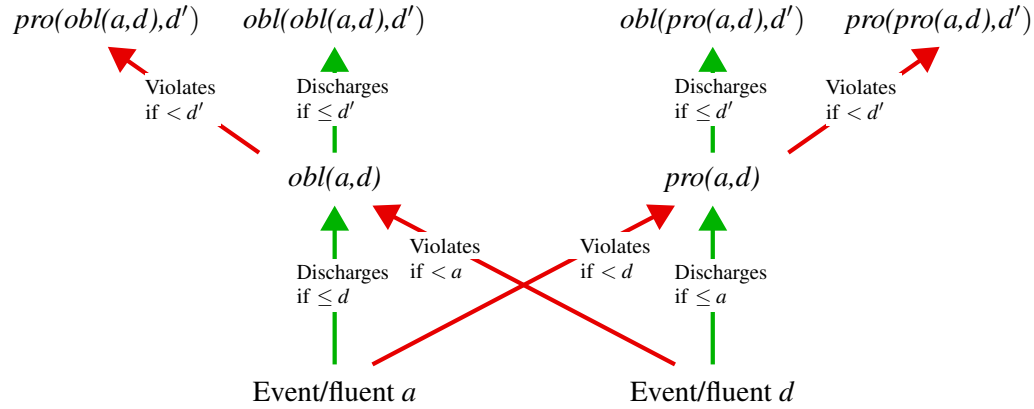 pro(obl(a,d),d′) obl(obl(a,d),d′) obl(pro(a,d),d′) pro(pro(a,d),d′)
Violates
if < d′
Discharges
if ≤ d′
Discharges
if ≤ d′
Violates
if < d′
obl(a,d) pro(a,d)
Violates
if < a
Violates
if < d
Discharges
if ≤ d
Discharges
if ≤ a
Event/fluent a Event/fluent d